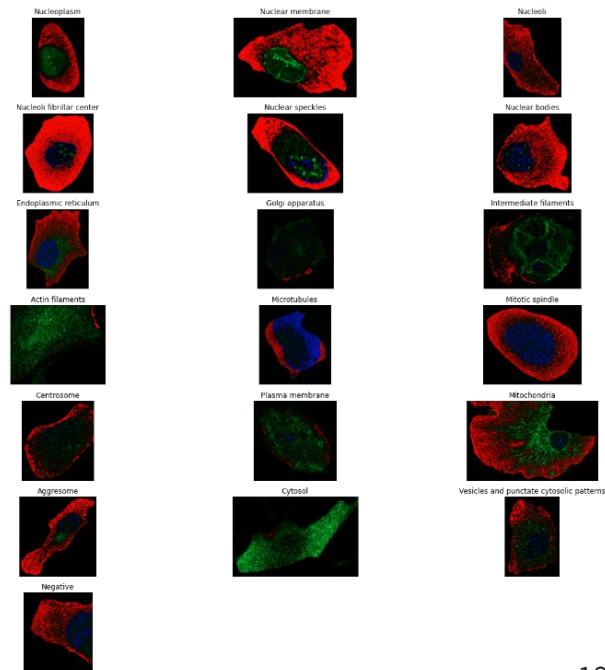 Nucleoplasm
Nuclear membrane
Nucleoli
Nucleoli fibrillar center
Nuclear speckles
Nuclear bodies
Endoplasmic reticulum
Golgi apparatus
Intermediate filaments
Actin filaments
Microtubules
Mitotic spindle
Centrosome
Plasma membrane
Mitochondria
Aggresome
Cytosol
Vesicles and punctate cytosolic patterns
Negative